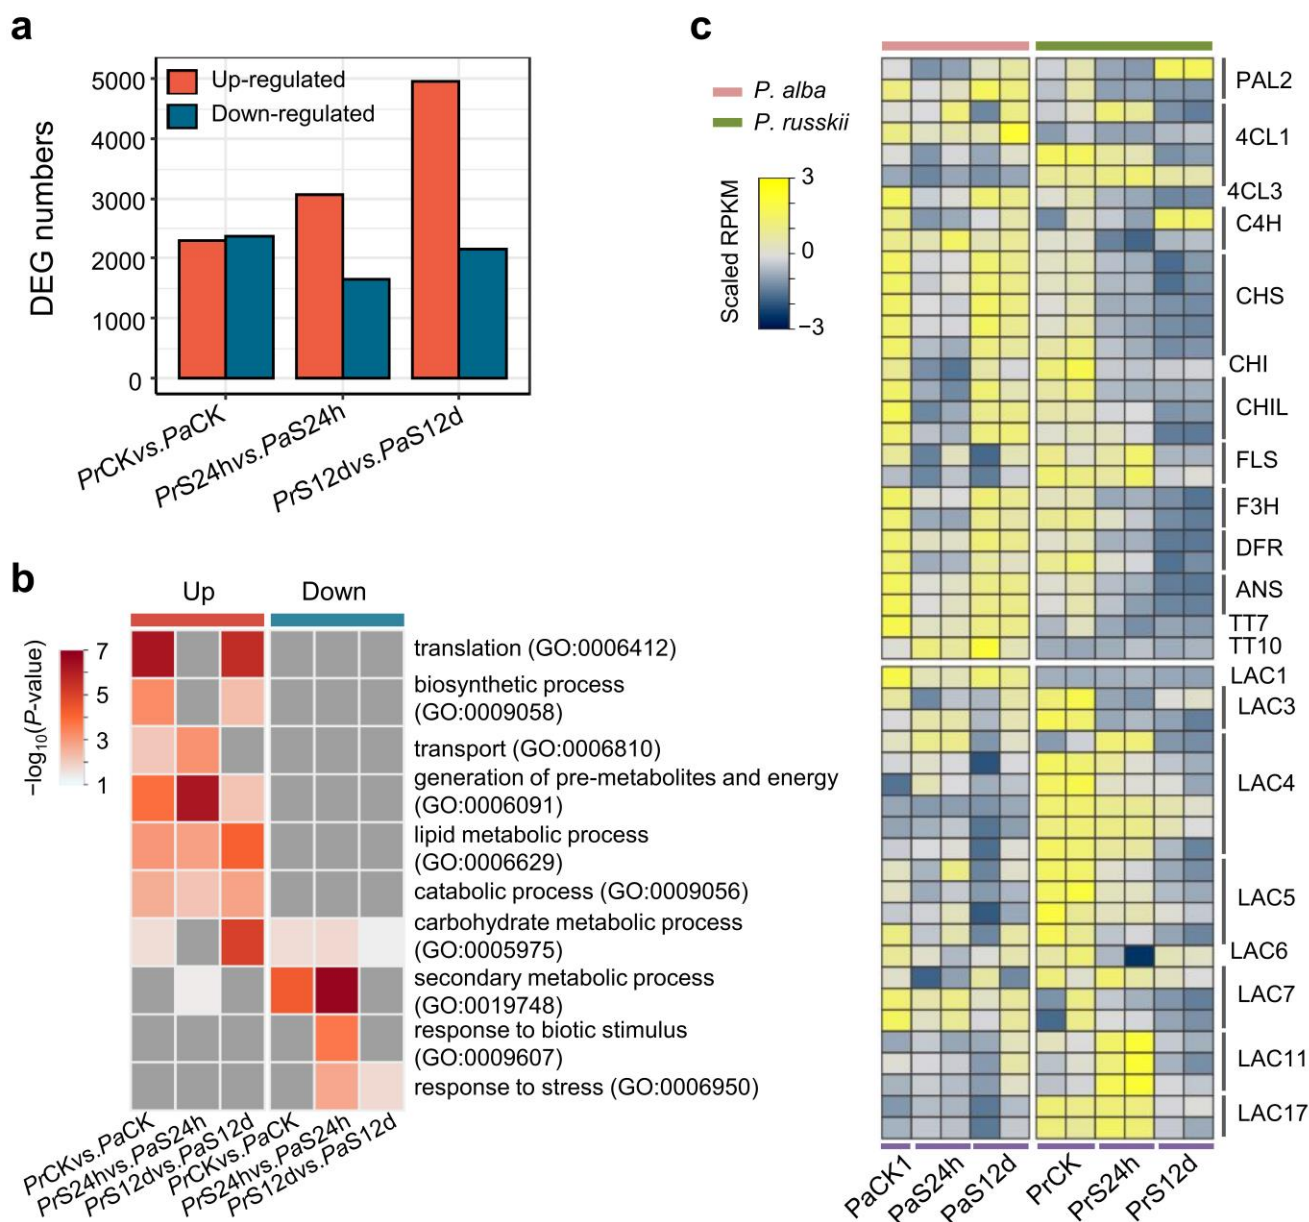 a
DEG numbers
5000
4000
3000
2000
1000
0
Up-regulated
Down-regulated
PrCKvs.PaCK
PrS24hvs.PaS24h
PrS12dvs.PaS12d
b
Up
Down
−log10(P-value)
7
5
3
1
translation (GO:0006412)
biosynthetic process
(GO:0009058)
transport (GO:0006810)
generation of pre-metabolites and energy
(GO:0006091)
lipid metabolic process
(GO:0006629)
catabolic process (GO:0009056)
carbohydrate metabolic process
(GO:0005975)
secondary metabolic process
(GO:0019748)
response to biotic stimulus
(GO:0009607)
response to stress (GO:0006950)
PrCKvs.PaCK
PrS24hvs.PaS24h
PrS12dvs.PaS12d
PrCKvs.PaCK
PrS24hvs.PaS24h
PrS12dvs.PaS12d
c
P. alba
P. russkii
Scaled RPKM
3
0
−3
PAL2
4CL1
4CL3
C4H
CHS
CHI
CHIL
FLS
F3H
DFR
ANS
TT7
TT10
LAC1
LAC3
LAC4
LAC5
LAC6
LAC7
LAC11
LAC17
PaCK1
PaS24h
PaS12d
PrCK
PrS24h
PrS12d